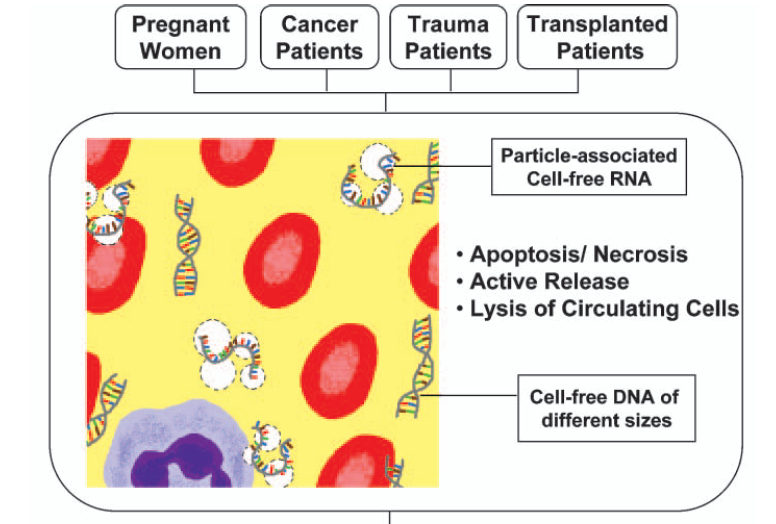 Pregnant
Women
Cancer
Patients
Trauma
Patients
Transplanted
Patients
Particle-associated
Cell-free RNA
• Apoptosis/ Necrosis
• Active Release
• Lysis of Circulating Cells
Cell-free DNA of
different sizes